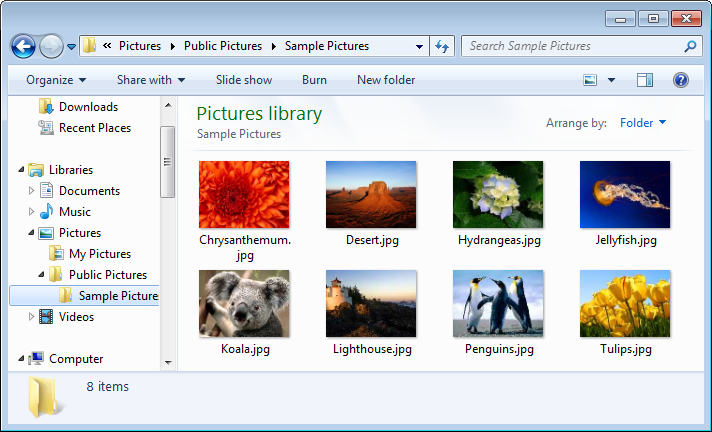 « Pictures ▸ Public Pictures ▸ Sample Pictures
Search Sample Pictures
Organize Share with Slide show Burn New folder
Downloads
Recent Places
Libraries
Documents
Music
Pictures
My Pictures
Public Pictures
Sample Picture
Videos
Computer
Pictures library
Sample Pictures
Arrange by: Folder
Chrysanthemum.
jpg
Desert.jpg
Hydrangeas.jpg
Jellyfish.jpg
Koala.jpg
Lighthouse.jpg
Penguins.jpg
Tulips.jpg
8 items